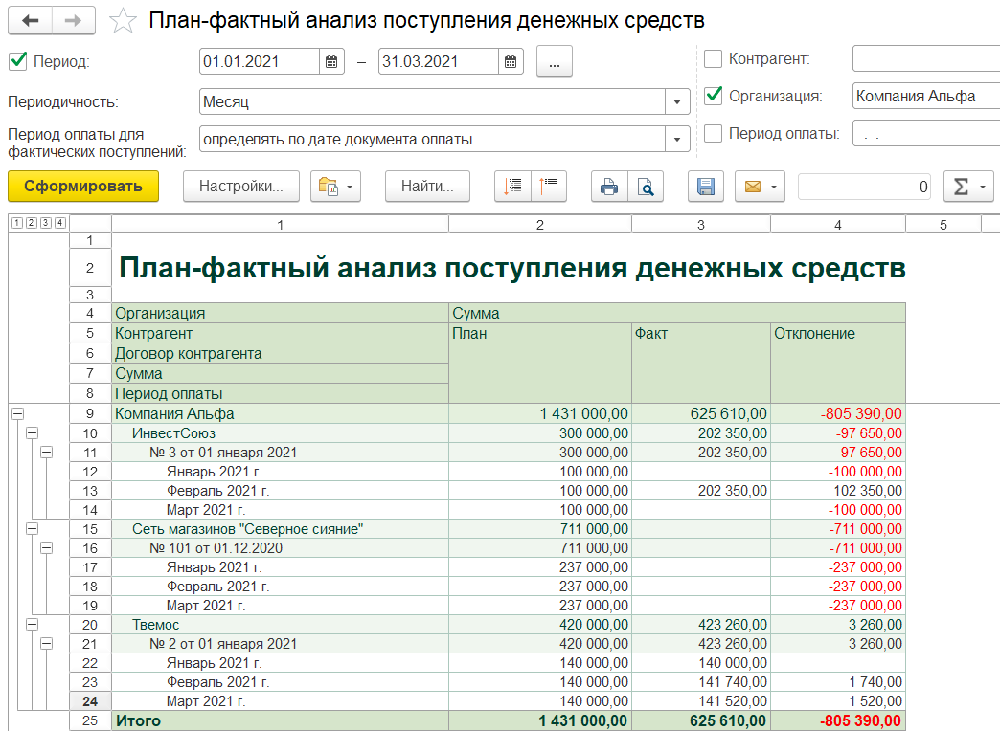 План-фактный анализ поступления денежных средств
Период: 01.01.2021 – 31.03.2021 ... Контрагент:
Периодичность: Месяц Организация: Компания Альфа
Период оплаты для
фактических поступлений: определять по дате документа оплаты Период оплаты: . .
Сформировать Настройки... Найти... 0 Σ
1 2 3 4 1 2 3 4 5
1
2 План-фактный анализ поступления денежных средств
3
4 Организация Сумма
5 Контрагент План Факт Отклонение
6 Договор контрагента
7 Сумма
8 Период оплаты
9 Компания Альфа 1 431 000,00 625 610,00 -805 390,00
10 ИнвестСоюз 300 000,00 202 350,00 -97 650,00
11 № 3 от 01 января 2021 300 000,00 202 350,00 -97 650,00
12 Январь 2021 г. 100 000,00 -100 000,00
13 Февраль 2021 г. 100 000,00 202 350,00 102 350,00
14 Март 2021 г. 100 000,00 -100 000,00
15 Сеть магазинов "Северное сияние" 711 000,00 -711 000,00
16 № 101 от 01.12.2020 711 000,00 -711 000,00
17 Январь 2021 г. 237 000,00 -237 000,00
18 Февраль 2021 г. 237 000,00 -237 000,00
19 Март 2021 г. 237 000,00 -237 000,00
20 Твемос 420 000,00 423 260,00 3 260,00
21 № 2 от 01 января 2021 420 000,00 423 260,00 3 260,00
22 Январь 2021 г. 140 000,00 140 000,00
23 Февраль 2021 г. 140 000,00 141 740,00 1 740,00
24 Март 2021 г. 140 000,00 141 520,00 1 520,00
25 Итого 1 431 000,00 625 610,00 -805 390,00